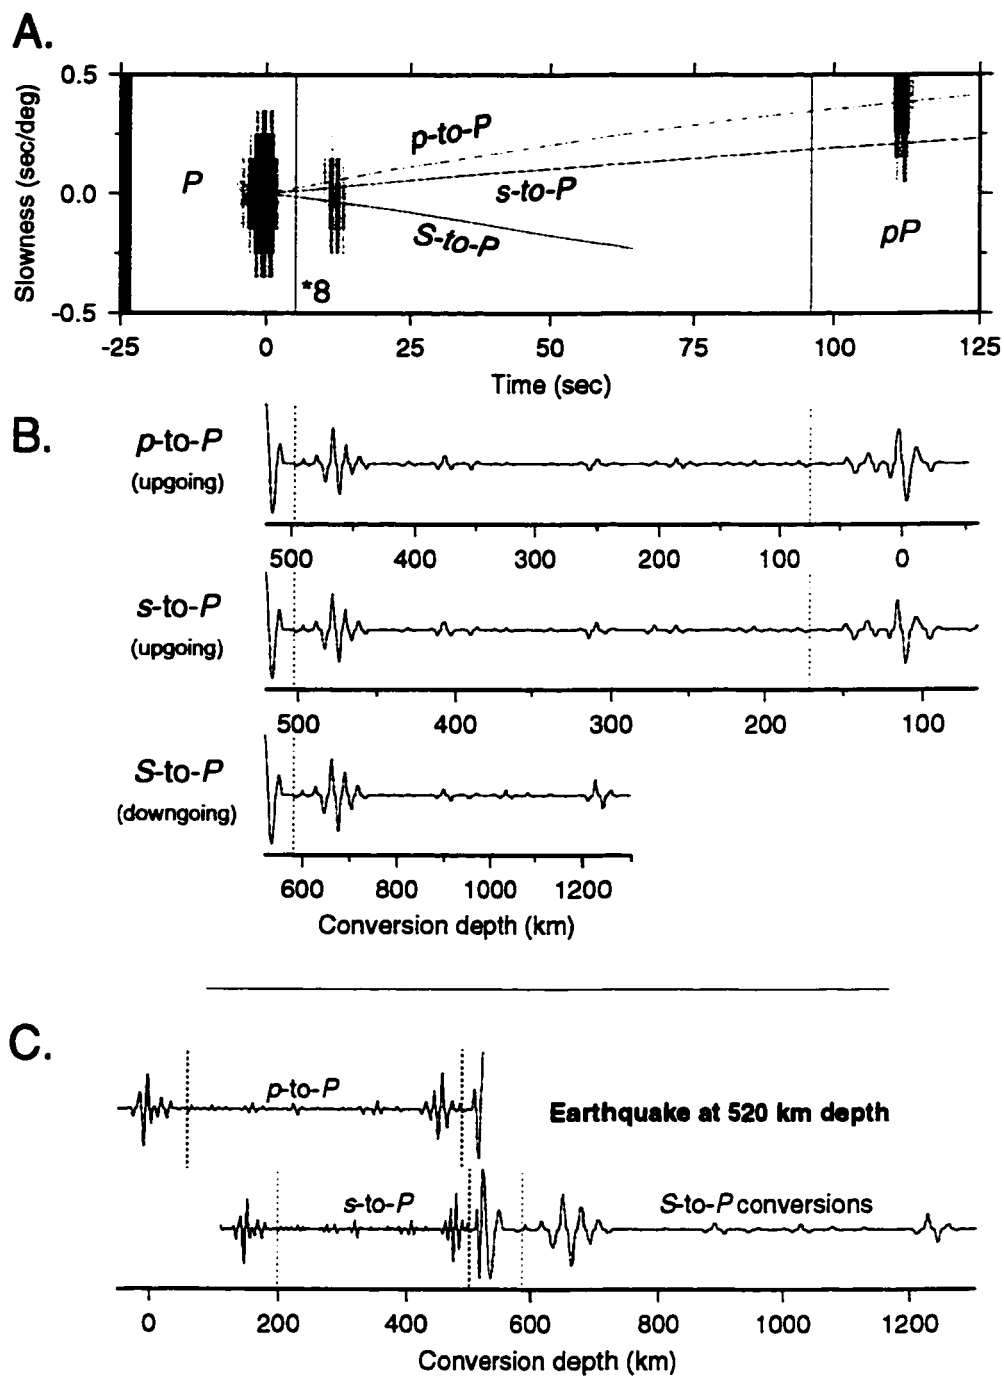 A.
Slowness (sec/deg)
0.5
0.0
-0.5
P
p-to-P
s-to-P
S-to-P
pP
*8
-25 0 25 50 75 100 125
Time (sec)
B.
p-to-P
(upgoing)
500 400 300 200 100 0
s-to-P
(upgoing)
500 400 300 200 100
S-to-P
(downgoing)
600 800 1000 1200
Conversion depth (km)
C.
p-to-P
Earthquake at 520 km depth
s-to-P
S-to-P conversions
0 200 400 600 800 1000 1200
Conversion depth (km)